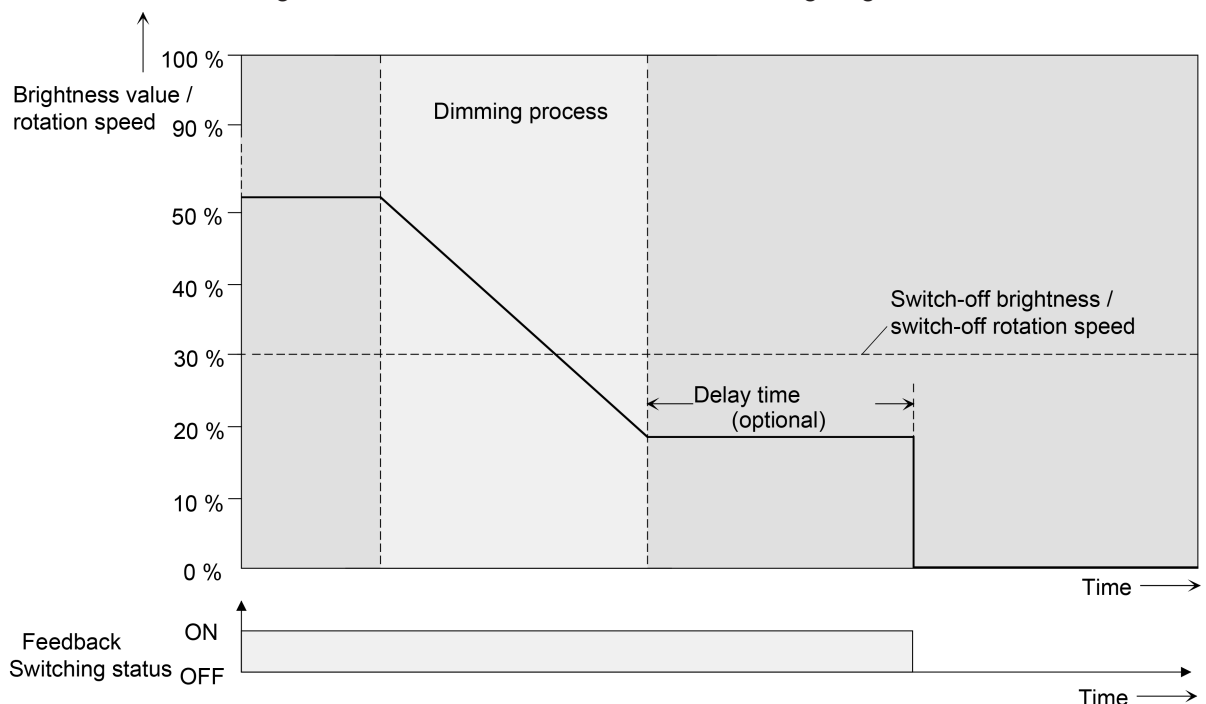 100 %
Brightness value /
rotation speed
90 %
Dimming process
50 %
40 %
Switch-off brightness /
switch-off rotation speed
30 %
Delay time
(optional)
20 %
10 %
0 %
Time
Feedback
Switching status
ON
OFF
Time